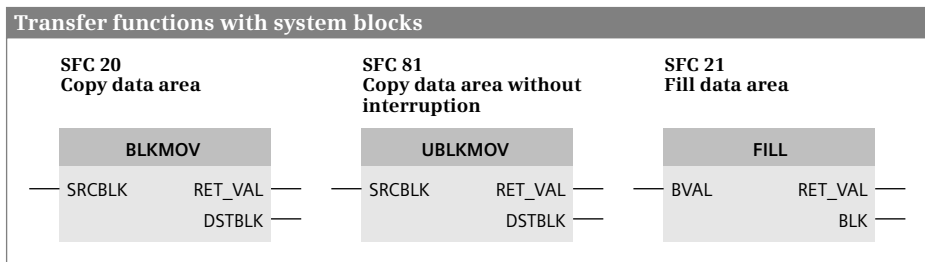 Transfer functions with system blocks
SFC 20
Copy data area
SFC 81
Copy data area without
interruption
SFC 21
Fill data area
BLKMOV
SRCBLK RET_VAL
DSTBLK
UBLKMOV
SRCBLK RET_VAL
DSTBLK
FILL
BVAL RET_VAL
BLK